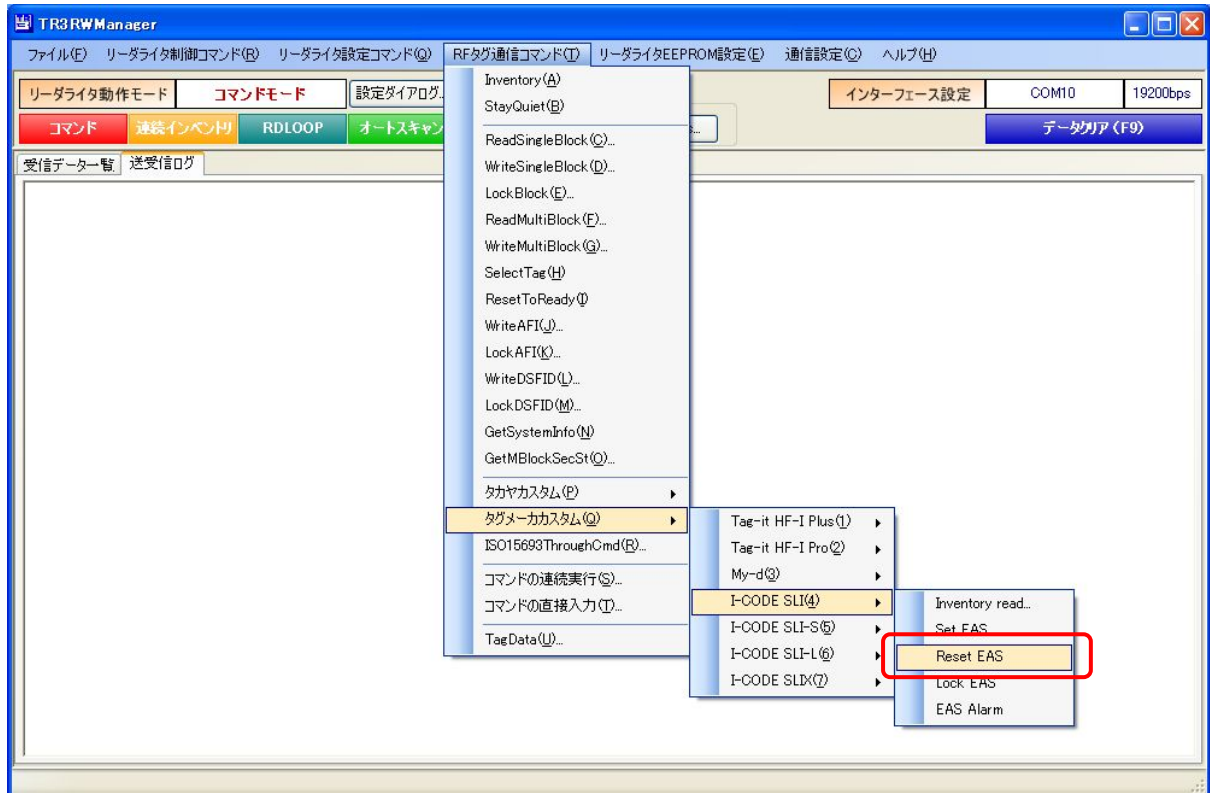 TR3RWManager
ファイル(F) リーダライタ制御コマンド(R) リーダライタ設定コマンド(Q) RFタグ通信コマンド(T) リーダライタEEPROM設定(E) 通信設定(C) ヘルプ(H)
リーダライタ動作モード コマンドモード 設定ダイアログ インターフェース設定 COM10 19200bps
コマンド 連続インベントリ RDLOOP オートスキャン データクリア(F9)
受信データ一覧 送受信ログ
Inventory(A)
StayQuiet(B)
ReadSingleBlock(C)...
WriteSingleBlock(D)...
LockBlock(E)...
ReadMultiBlock(F)...
WriteMultiBlock(G)...
SelectTag(H)
ResetToReady(I)
WriteAFI(J)...
LockAFI(K)...
WriteDSFID(L)...
LockDSFID(M)...
GetSystemInfo(N)
GetMBlockSecSt(O)...
タカヤカスタム(P)
タグメーカカスタム(Q)
ISO15693ThroughCmd(R)...
コマンドの連続実行(S)...
コマンドの直接入力(T)...
TagData(U)...
Tag-it HF-I Plus(1)
Tag-it HF-I Pro(2)
My-d(3)
I-CODE SLI(4)
I-CODE SLI-S(5)
I-CODE SLI-L(6)
I-CODE SLIX(7)
Inventory read...
Set EAS
Reset EAS
Lock EAS
EAS Alarm